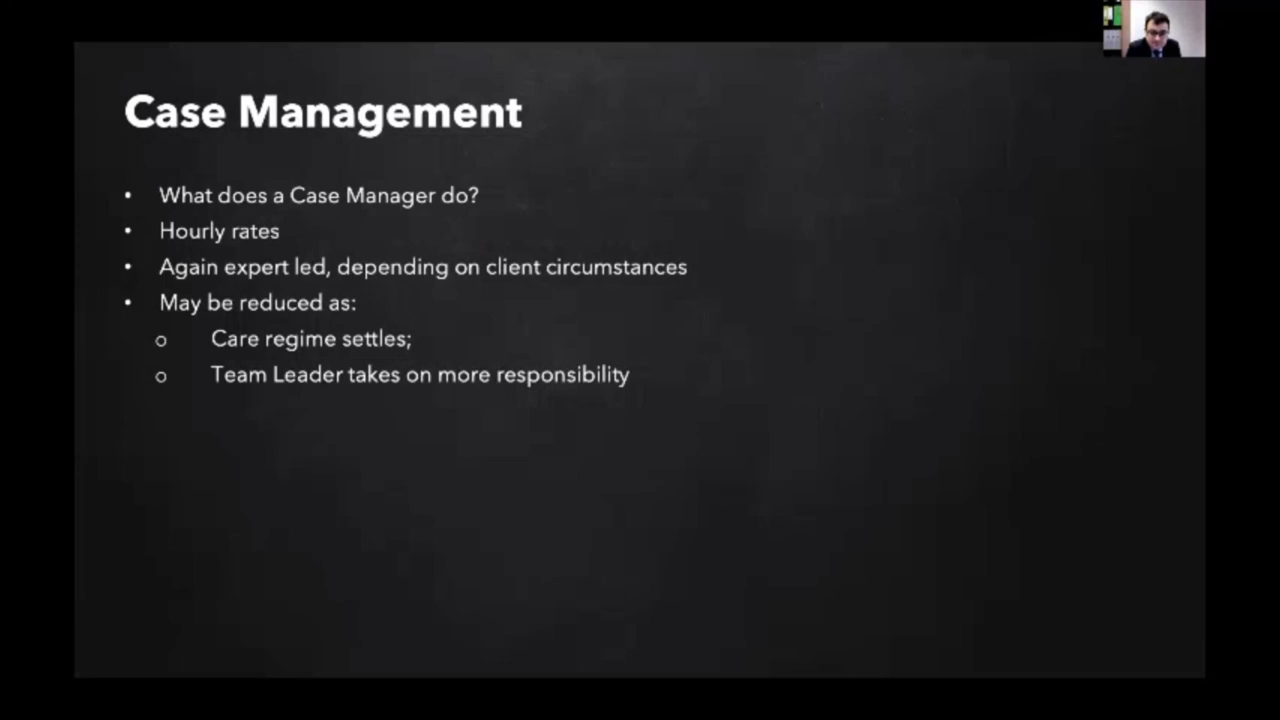 Case Management
• What does a Case Manager do?
• Hourly rates
• Again expert led, depending on client circumstances
• May be reduced as:
o Care regime settles;
o Team Leader takes on more responsibility